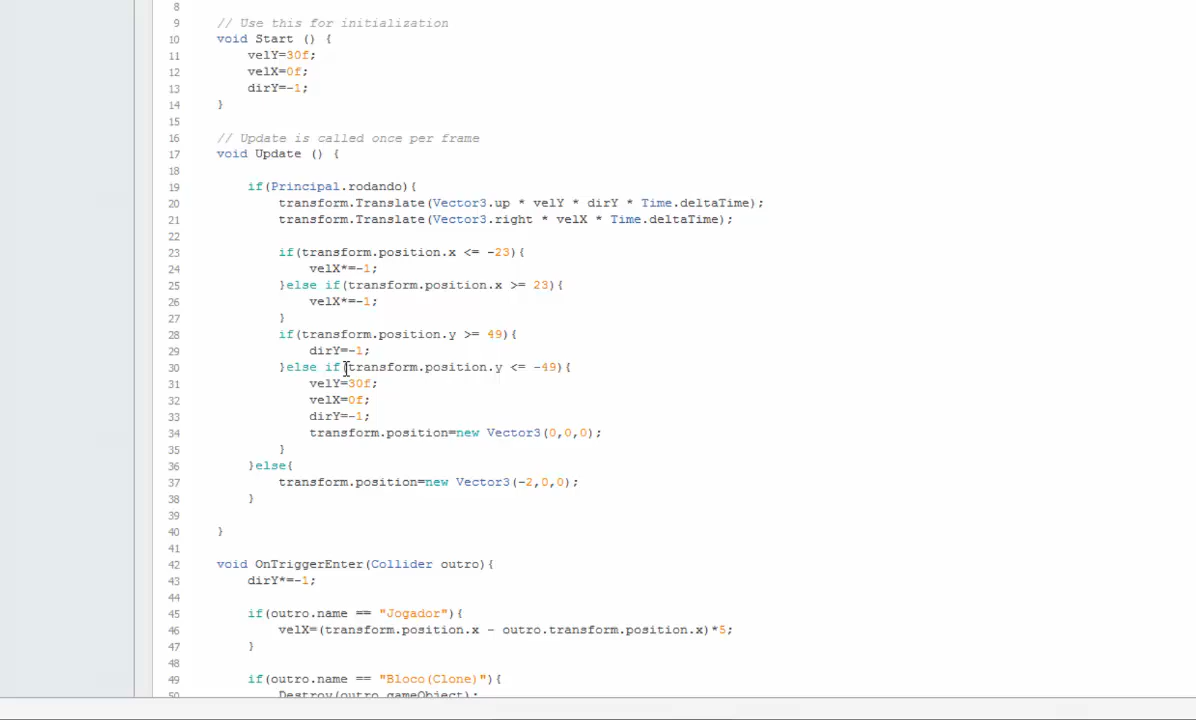 8
9 // Use this for initialization
10 void Start () {
11 velY=30f;
12 velX=0f;
13 dirY=-1;
14 }
15
16 // Update is called once per frame
17 void Update () {
18
19 if(Principal.rodando){
20 transform.Translate(Vector3.up * velY * dirY * Time.deltaTime);
21 transform.Translate(Vector3.right * velX * Time.deltaTime);
22
23 if(transform.position.x <= -23){
24 velX*=-1;
25 }else if(transform.position.x >= 23){
26 velX*=-1;
27 }
28 if(transform.position.y >= 49){
29 dirY=-1;
30 }else if(transform.position.y <= -49){
31 velY=30f;
32 velX=0f;
33 dirY=-1;
34 transform.position=new Vector3(0,0,0);
35 }
36 }else{
37 transform.position=new Vector3(-2,0,0);
38 }
39
40 }
41
42 void OnTriggerEnter(Collider outro){
43 dirY*=-1;
44
45 if(outro.name == "Jogador"){
46 velX=(transform.position.x - outro.transform.position.x)*5;
47 }
48
49 if(outro.name == "Bloco(Clone)"){
50 Destroy(outro.gameObject);